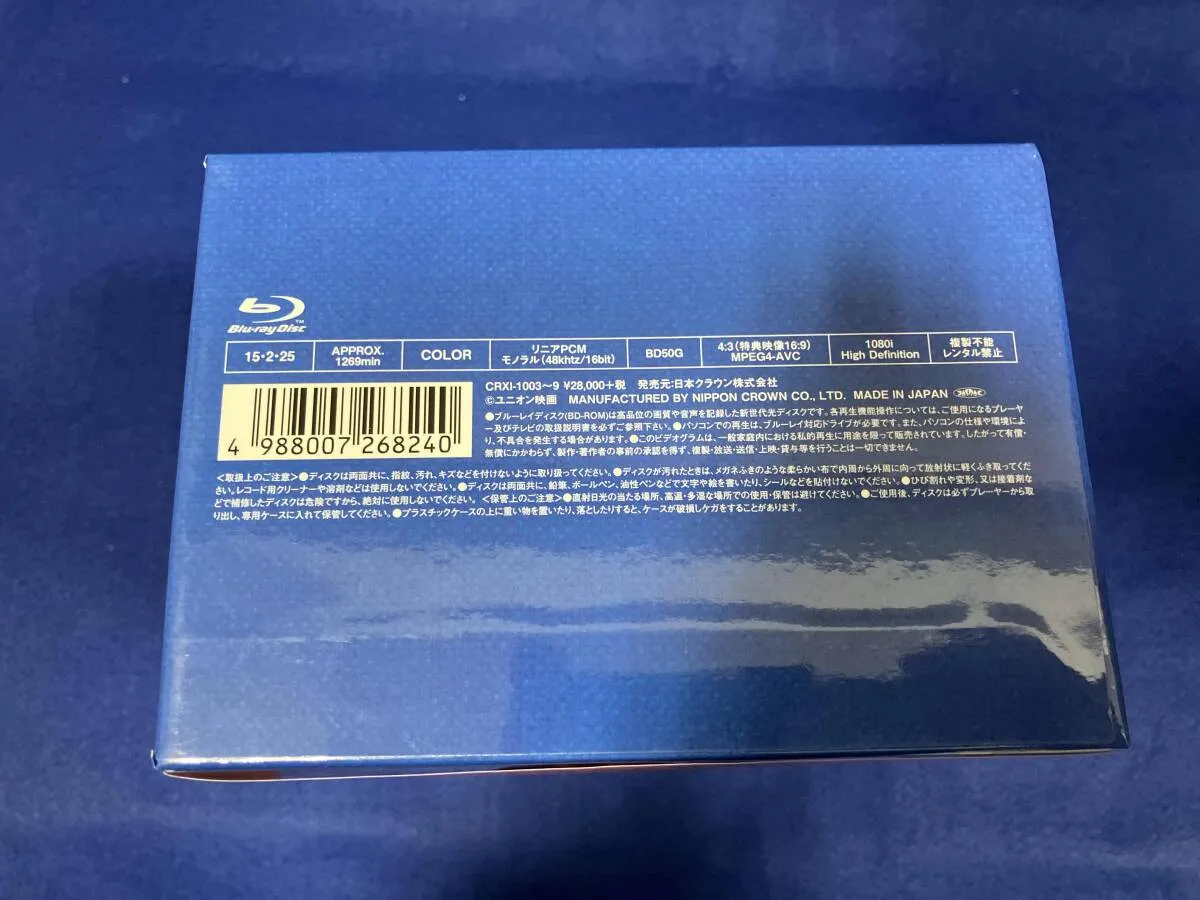 Blu-ray Disc TM
15・2・25
APPROX.
1269min
COLOR
リニアPCM
モノラル(48khtz/16bit)
BD50G
4:3(特典映像16:9)
MPEG4-AVC
1080i
High Definition
複製不能
レンタル禁止
4 988007 268240
CRXI-1003〜9 ¥28,000+税 発売元:日本クラウン株式会社
©ユニオン映画 MANUFACTURED BY NIPPON CROWN CO., LTD. MADE IN JAPAN
●ブルーレイディスク(BD-ROM)は高品位の画質や音声を記録した新世代光ディスクです。各再生機能操作については、ご使用になるプレーヤ
ー及びテレビの取扱説明書を必ずご参照下さい。●パソコンでの再生は、ブルーレイ対応ドライブが必要です。また、パソコンの仕様や環境によ
り、不具合を発生する場合があります。●このビデオグラムは、一般家庭内における私的再生に用途を限って販売されています。したがって有償・
無償にかかわらず、製作・著作者の事前の承諾を得ず、複製・放送・送信・上映・貸与等を行うことは一切できません。
<取扱上のご注意>●ディスクは両面共に、指紋、汚れ、キズなどを付けないように取り扱ってください。●ディスクが汚れたときは、メガネふきのような柔らかい布で内周から外周に向って放射状に軽くふき取ってくだ
さい。レコード用クリーナーや溶剤などは使用しないでください。●ディスクは両面共に、鉛筆、ボールペン、油性ペンなどで文字や絵を書いたり、シールなどを貼付けないでください。●ひび割れや変形、又は接着剤な
どで補修したディスクは危険ですから、絶対に使用しないでください。<保管上のご注意>●直射日光の当たる場所、高温・多湿な場所での使用・保管は避けてください。●ご使用後、ディスクは必ずプレーヤーから取
り出し、専用ケースに入れて保管してください。●プラスチックケースの上に重い物を置いたり、落としたりすると、ケースが破損しケガをすることがあります。